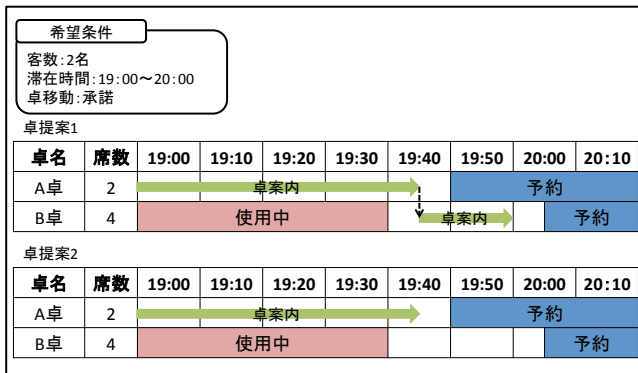 希望条件
客数:2名
滞在時間:19:00～20:00
卓移動:承諾
卓提案1
卓名 席数 19:00 19:10 19:20 19:30 19:40 19:50 20:00 20:10
A卓 2 卓案内 予約
B卓 4 使用中 卓案内 予約
卓提案2
卓名 席数 19:00 19:10 19:20 19:30 19:40 19:50 20:00 20:10
A卓 2 卓案内 予約
B卓 4 使用中 予約